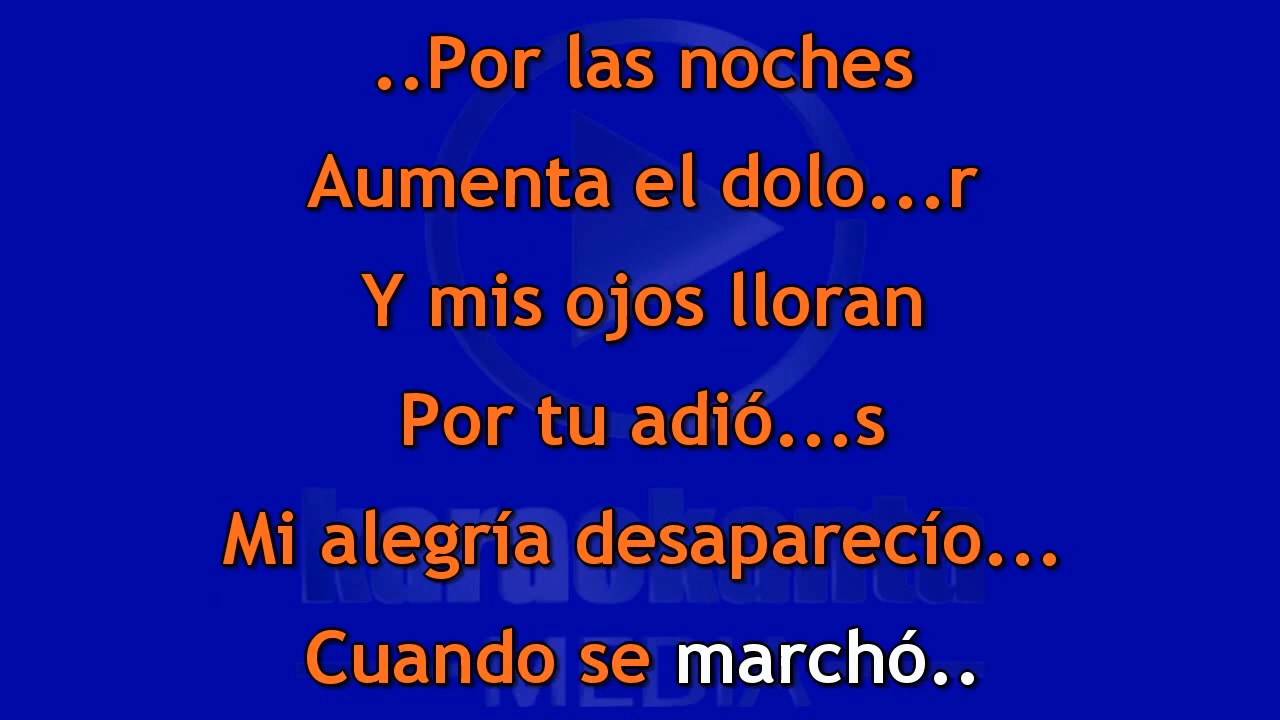 ..Por las noches
Aumenta el dolo...r
Y mis ojos lloran
Por tu adió...s
Mi alegría desaparecío...
Cuando se marchó..
karaokanta
MEDIA